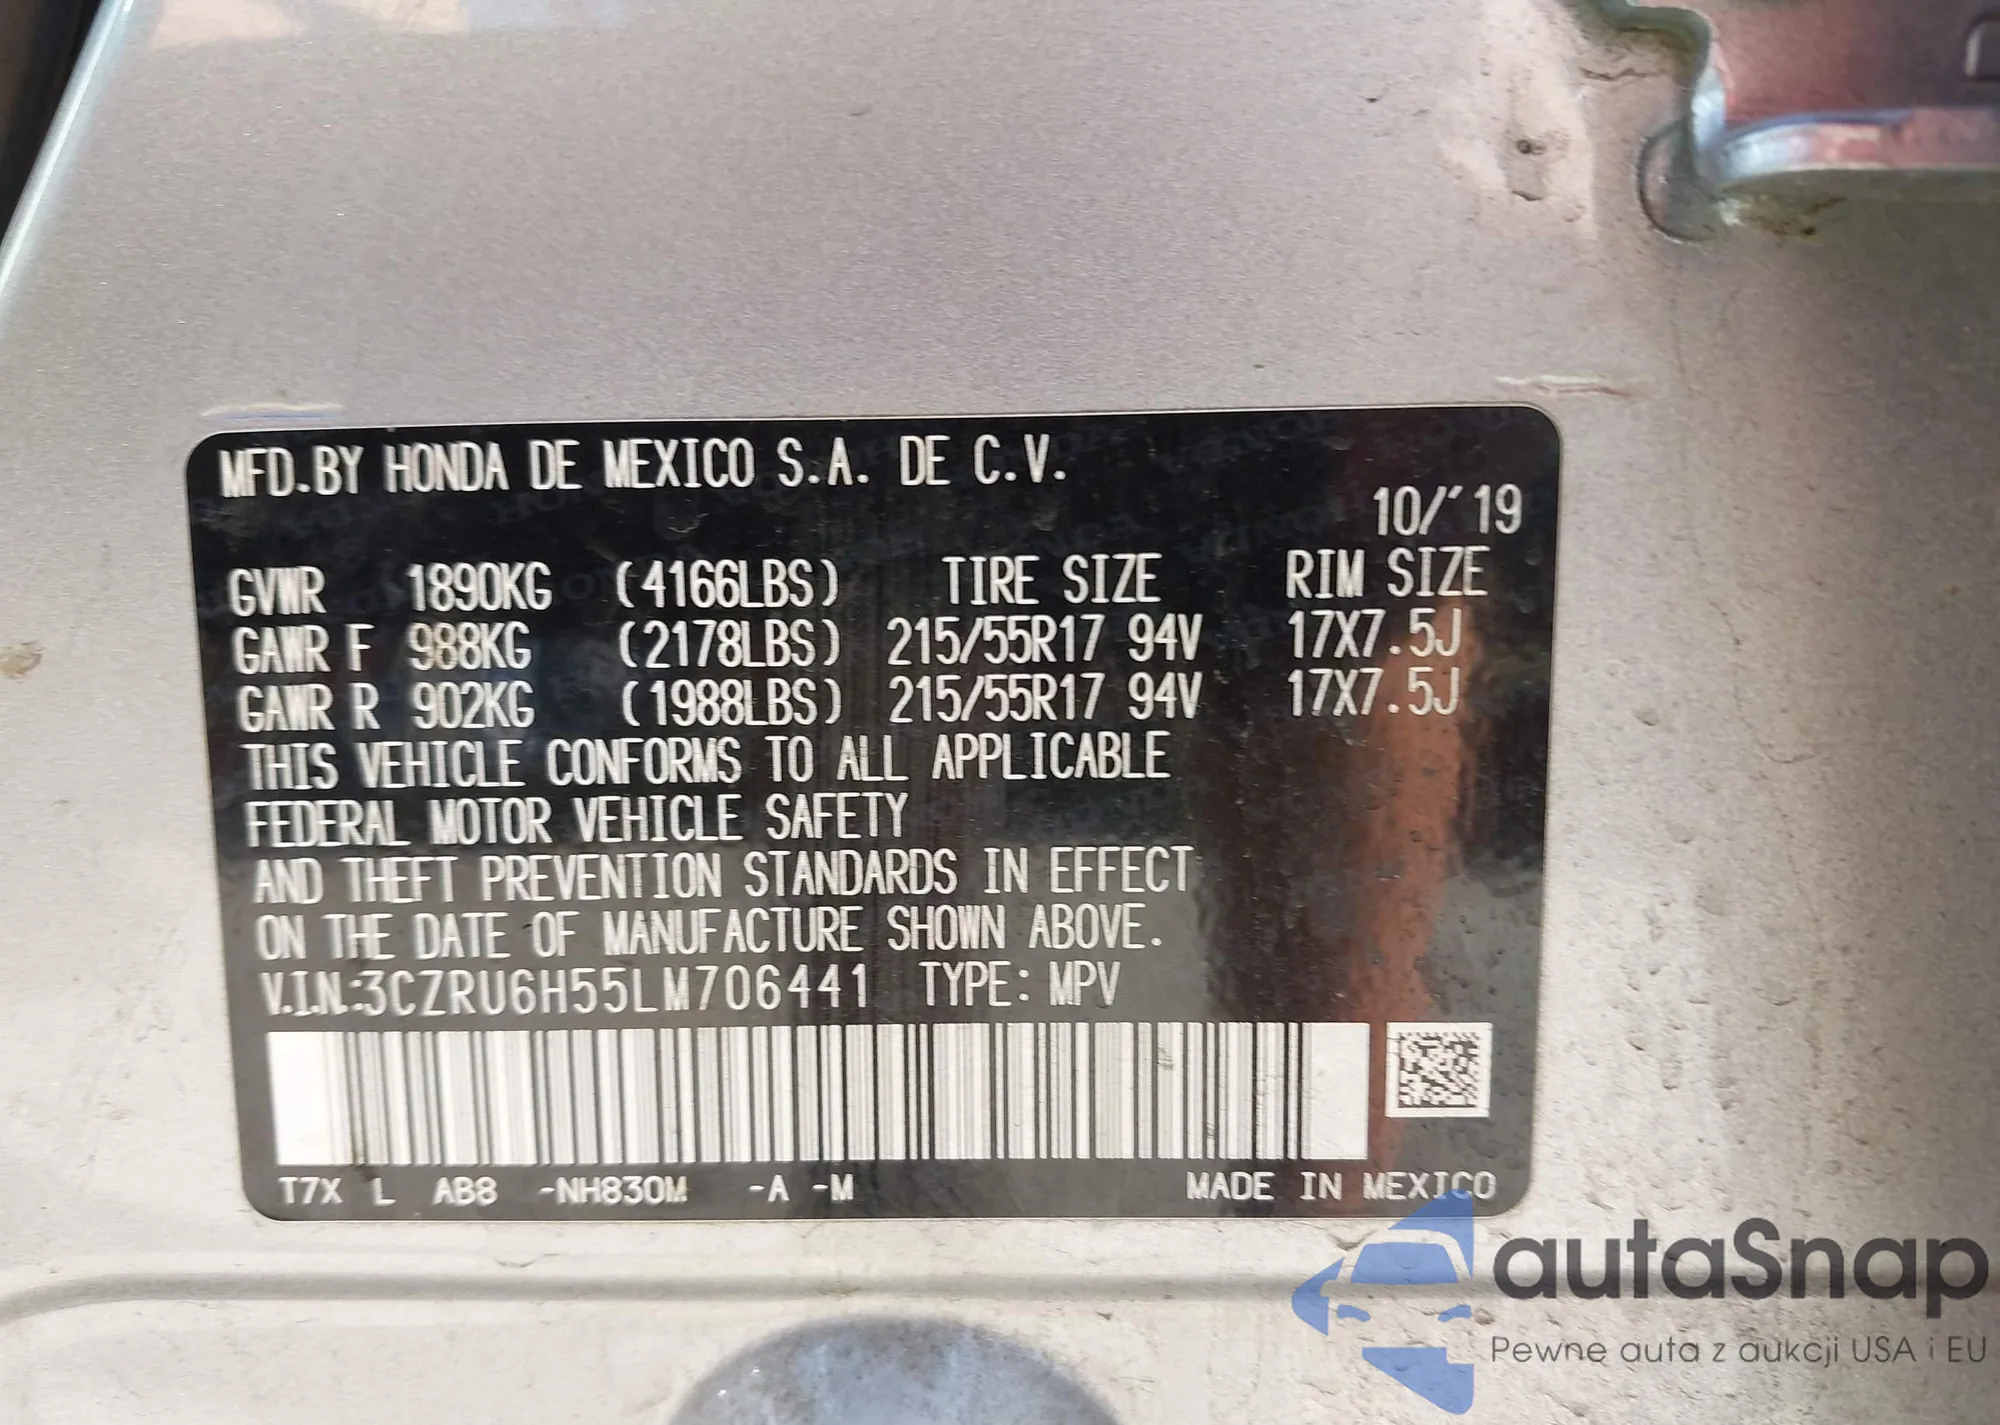 MFD.BY HONDA DE MEXICO S.A. DE C.V.
10/'19
GVWR 1890KG (4166LBS) TIRE SIZE RIM SIZE
GAWR F 988KG (2178LBS) 215/55R17 94V 17X7.5J
GAWR R 902KG (1988LBS) 215/55R17 94V 17X7.5J
THIS VEHICLE CONFORMS TO ALL APPLICABLE
FEDERAL MOTOR VEHICLE SAFETY
AND THEFT PREVENTION STANDARDS IN EFFECT
ON THE DATE OF MANUFACTURE SHOWN ABOVE.
V.I.N.:3CZRU6H55LM706441 TYPE: MPV
T7X L AB8 -NH830M -A -M MADE IN MEXICO
autaSnap
Pewne auta z aukcji USA i EU